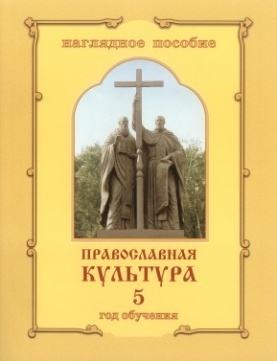 наглядное пособие
ПРАВОСЛАВНАЯ
КУЛЬТУРА
5
год обучения